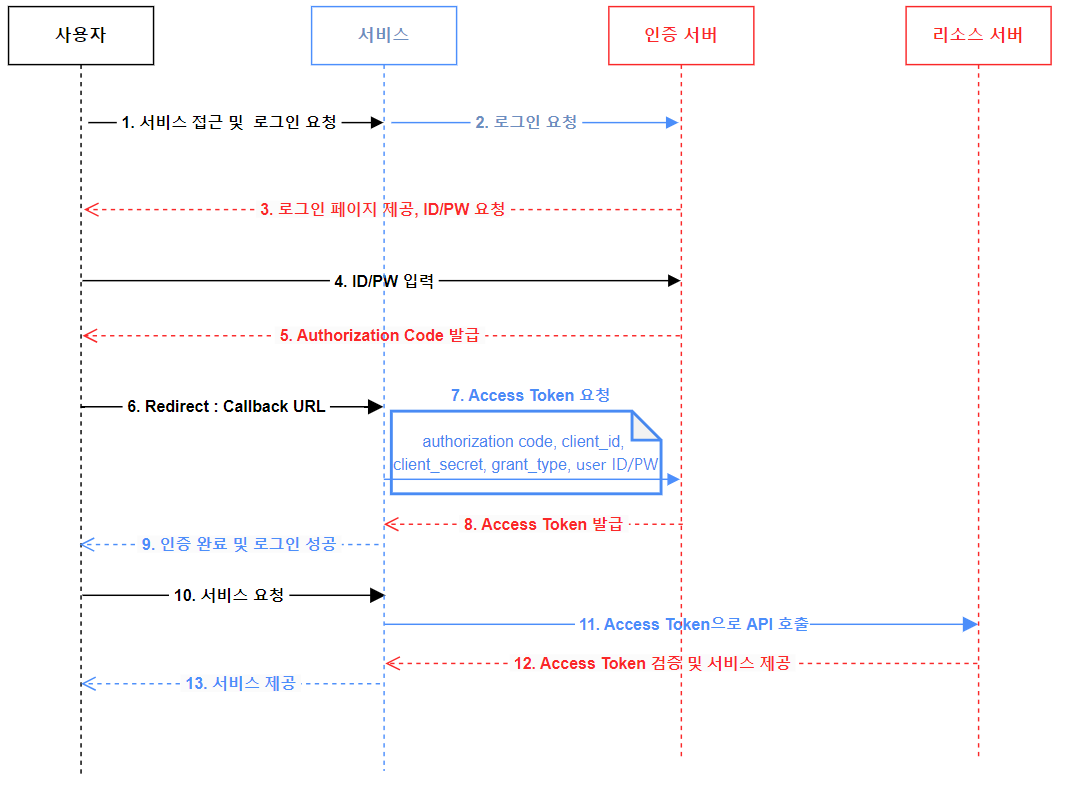 사용자
서비스
인증 서버
리소스 서버
1. 서비스 접근 및 로그인 요청
2. 로그인 요청
3. 로그인 페이지 제공, ID/PW 요청
4. ID/PW 입력
5. Authorization Code 발급
6. Redirect : Callback URL
7. Access Token 요청
authorization code, client_id,
client_secret, grant_type, user ID/PW
8. Access Token 발급
9. 인증 완료 및 로그인 성공
10. 서비스 요청
11. Access Token으로 API 호출
12. Access Token 검증 및 서비스 제공
13. 서비스 제공